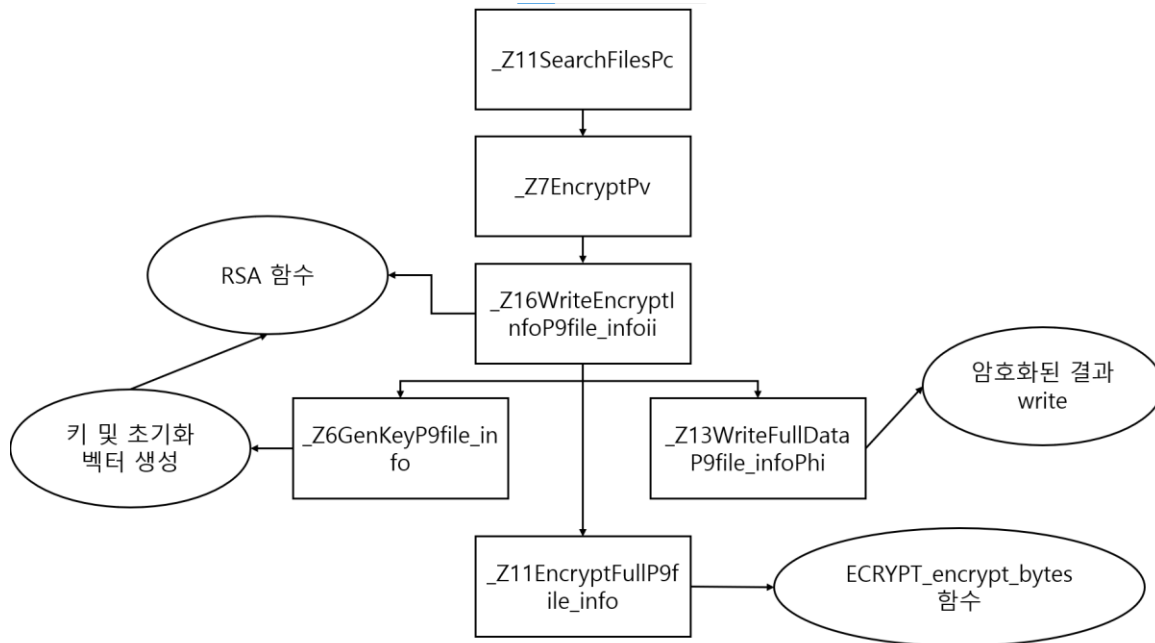 _Z11SearchFilesPc
_Z7EncryptPv
RSA 함수
_Z16WriteEncryptI
nfoP9file_infoii
암호화된 결과
write
키 및 초기화
벡터 생성
_Z6GenKeyP9file_in
fo
_Z13WriteFullData
P9file_infoPhi
_Z11EncryptFullP9f
ile_info
ECRYPT_encrypt_bytes
함수